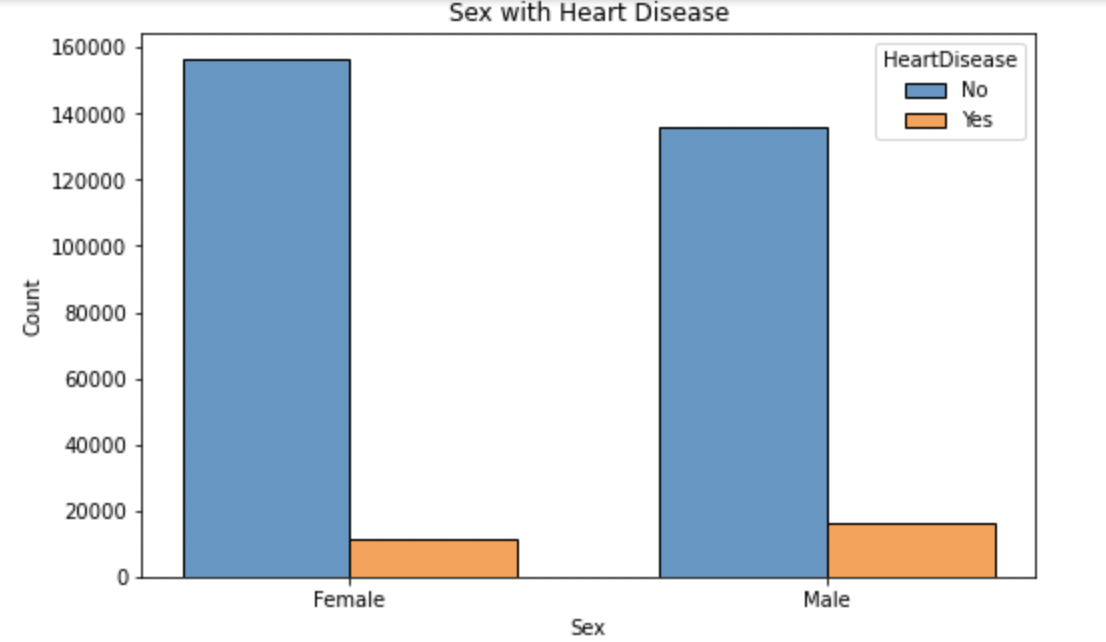 Sex with Heart Disease
HeartDisease
No
Yes
Count
160000
140000
120000
100000
80000
60000
40000
20000
0
Female
Male
Sex